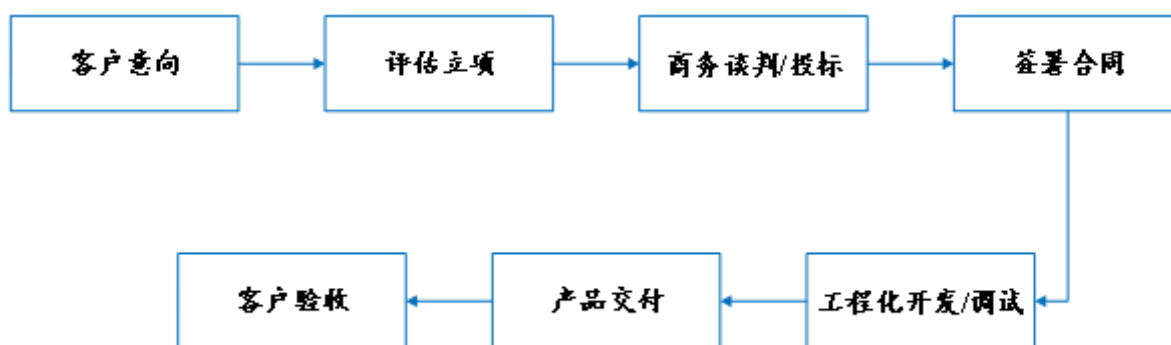 客户意向
评估立项
商务谈判/投标
签署合同
工程化开发/调试
产品交付
客户验收